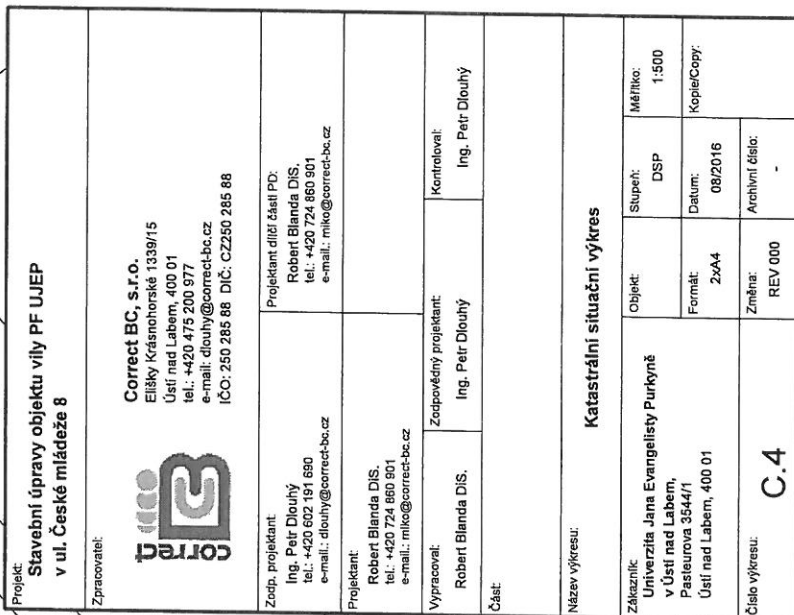 Projekt:
Stavební úpravy objektu vily PF UJEP
v ul. České mládeže 8
Zpracovatel:
correct
Correct BC, s.r.o.
Elišky Krásnohorské 1339/15
Ústí nad Labem, 400 01
tel.: +420 475 200 977
e-mail: dlouhy@correct-bc.cz
IČO: 250 285 88 DIČ: CZ250 285 88
Zodp. projektant:
Ing. Petr Dlouhý
tel.: +420 602 191 690
e-mail.: dlouhy@correct-bc.cz
Projektant dílčí části PD:
Robert Blanda DiS.
tel.: +420 724 860 901
e-mail.: miko@correct-bc.cz
Projektant:
Robert Blanda DiS.
tel.: +420 724 860 901
e-mail.: miko@correct-bc.cz
Vypracoval:
Robert Blanda DiS.
Zodpovědný projektant:
Ing. Petr Dlouhý
Kontroloval:
Ing. Petr Dlouhý
Část:
Název výkresu:
Katastrální situační výkres
Zákazník:
Univerzita Jana Evangelisty Purkyně
v Ústí nad Labem,
Pasteurova 3544/1
Ústí nad Labem, 400 01
Objekt:
Stupeň:
DSP
Měřítko:
1:500
Formát:
2xA4
Datum:
08/2016
Kopie/Copy:
Číslo výkresu:
C.4
Změna:
REV 000
Archivní číslo:
-